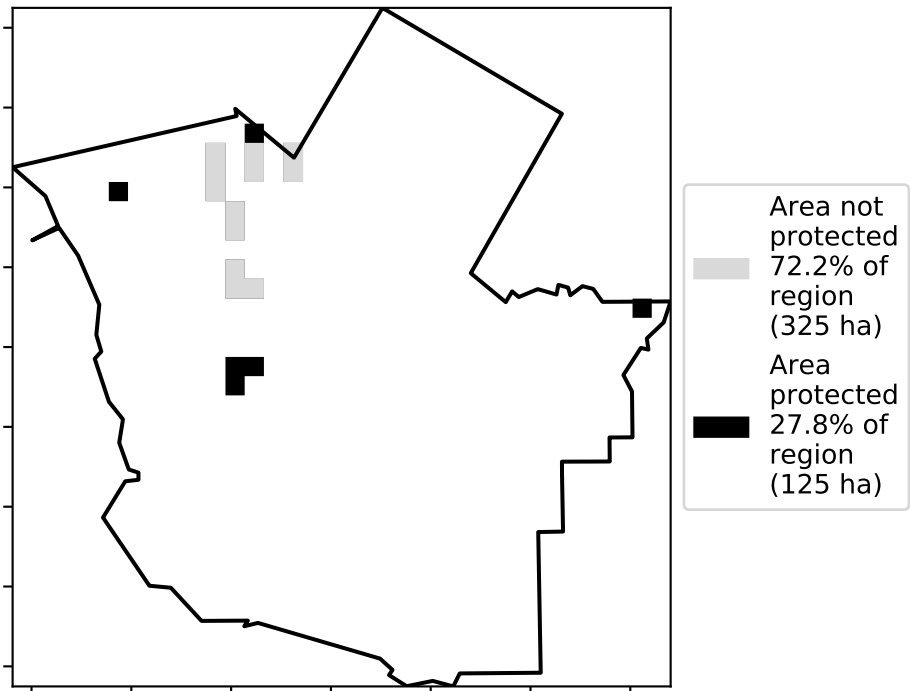 Area not
protected
72.2% of
region
(325 ha)
Area
protected
27.8% of
region
(125 ha)